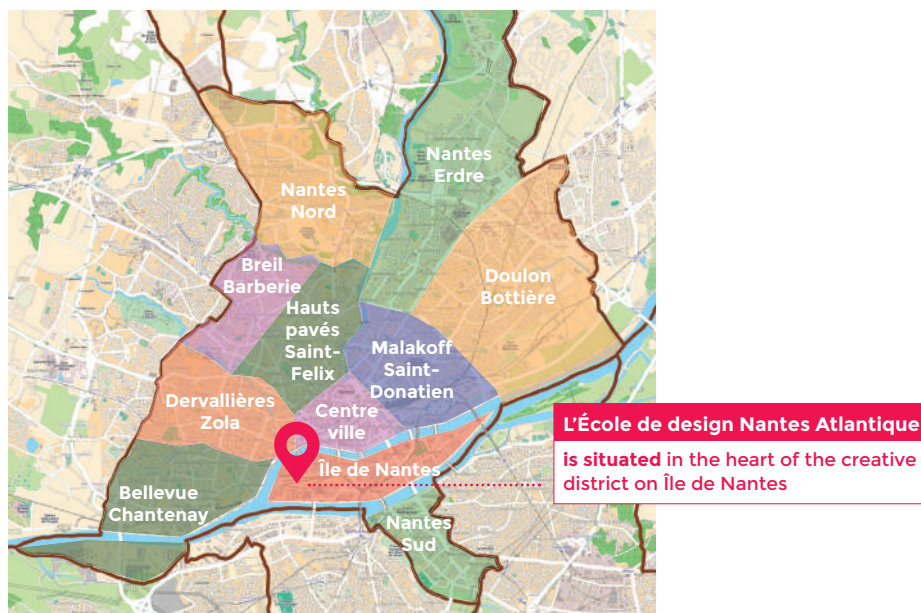 Nantes
Erdre
Nantes
Nord
Doulon
Bottière
Breil
Barberie
Hauts
pavés
Saint-
Felix
Malakoff
Saint-
Donatien
Dervallières
Zola
Centre
ville
L’École de design Nantes Atlantique
is situated in the heart of the creative
district on Île de Nantes
Île de Nantes
Bellevue
Chantenay
Nantes
Sud